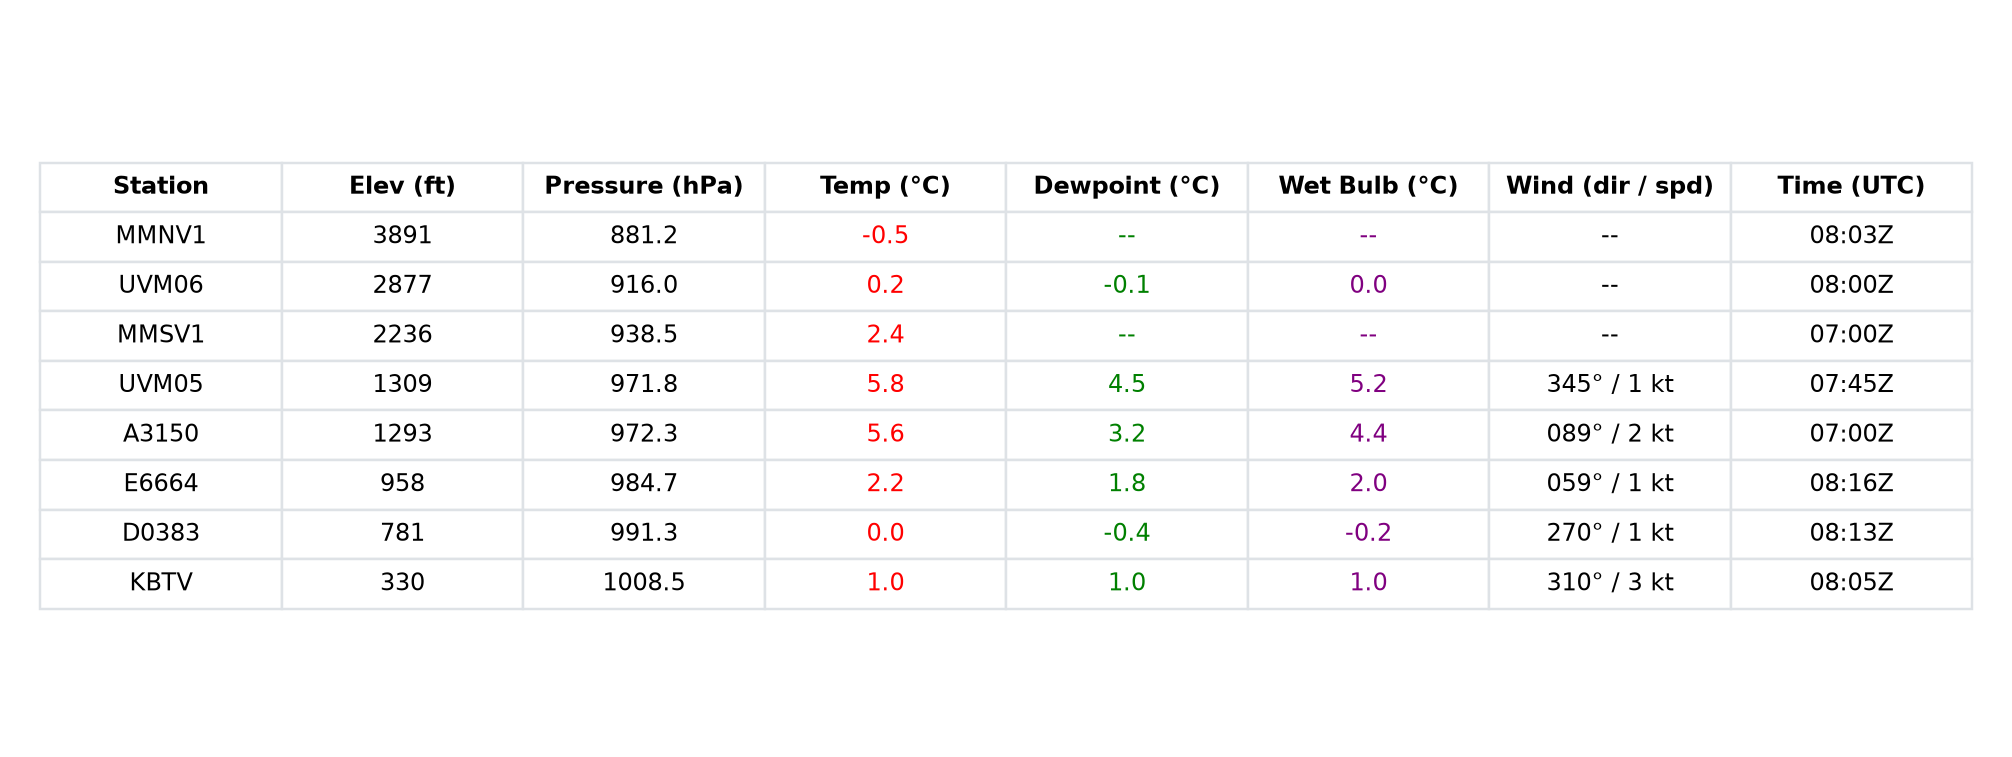 Station Elev (ft) Pressure (hPa) Temp (°C) Dewpoint (°C) Wet Bulb (°C) Wind (dir / spd) Time (UTC)
MMNV1 3891 881.2 -0.5 -- -- -- 08:03Z
UVM06 2877 916.0 0.2 -0.1 0.0 -- 08:00Z
MMSV1 2236 938.5 2.4 -- -- -- 07:00Z
UVM05 1309 971.8 5.8 4.5 5.2 345° / 1 kt 07:45Z
A3150 1293 972.3 5.6 3.2 4.4 089° / 2 kt 07:00Z
E6664 958 984.7 2.2 1.8 2.0 059° / 1 kt 08:16Z
D0383 781 991.3 0.0 -0.4 -0.2 270° / 1 kt 08:13Z
KBTV 330 1008.5 1.0 1.0 1.0 310° / 3 kt 08:05Z